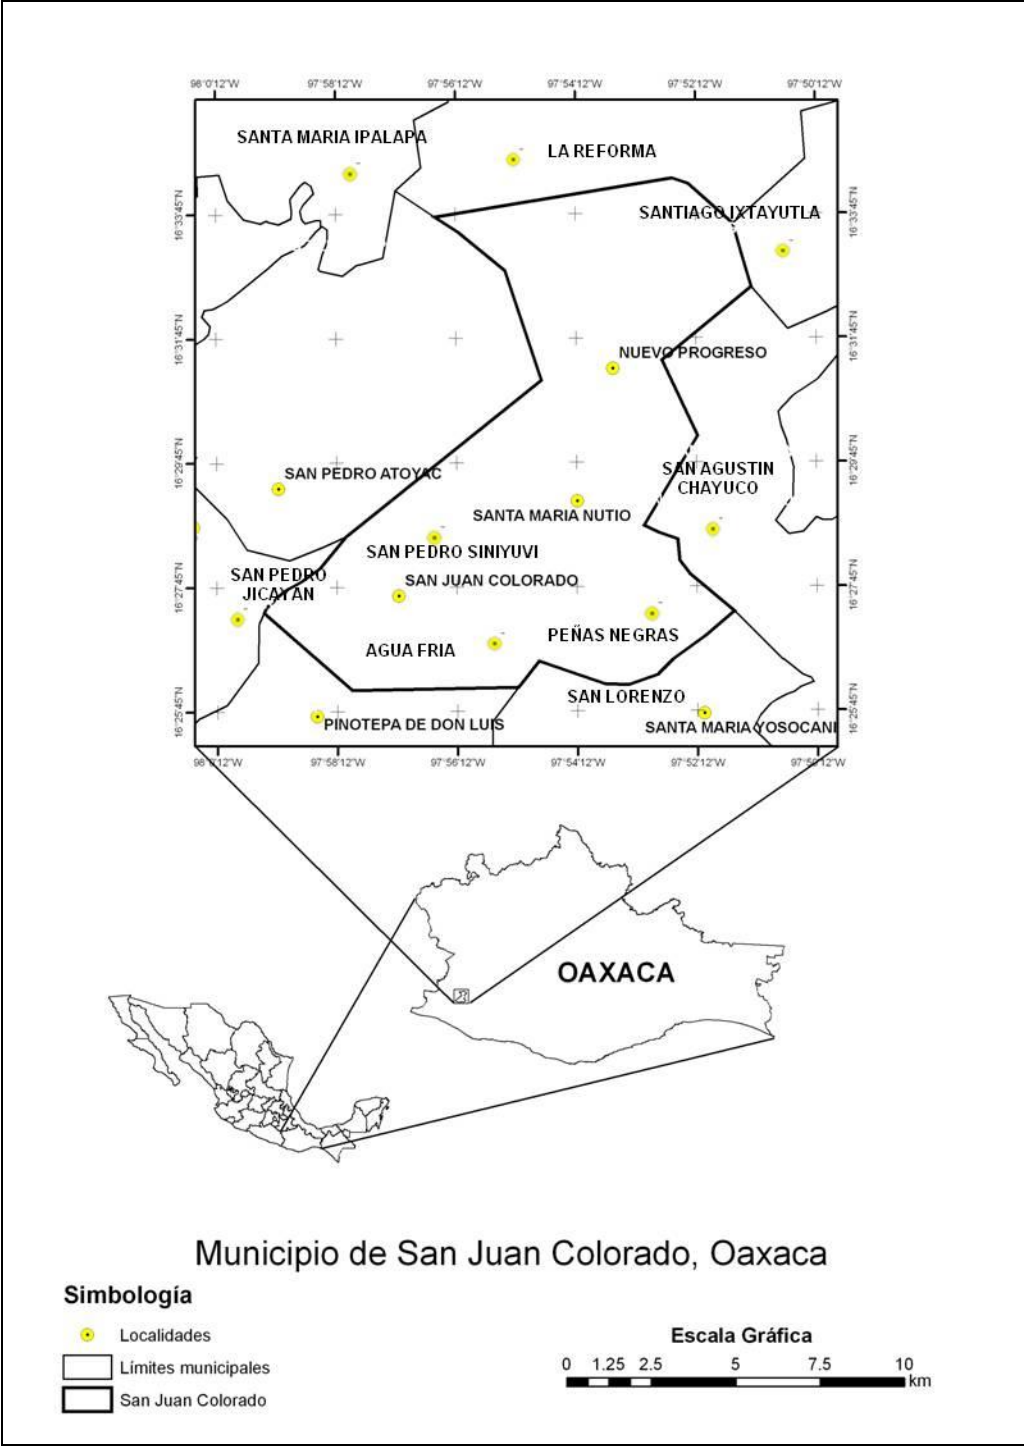 98°0'12"W 97°58'12"W 97°56'12"W 97°54'12"W 97°52'12"W 97°50'12"W
SANTA MARIA IPALAPA
LA REFORMA
16°33'45"N
SANTIAGO IXTAYUTLA
16°33'45"N
16°31'45"N
NUEVO PROGRESO
16°31'45"N
16°29'45"N
SAN PEDRO ATOYAC
SAN AGUSTIN
CHAYUCO
16°29'45"N
SANTA MARIA NUTIO
SAN PEDRO SINIYUVI
SAN PEDRO
JICAYAN
SAN JUAN COLORADO
16°27'45"N
16°27'45"N
PEÑAS NEGRAS
AGUA FRIA
SAN LORENZO
16°25'45"N
PINOTEPA DE DON LUIS
SANTA MARIA YOSOCANI
16°25'45"N
98°0'12"W 97°58'12"W 97°56'12"W 97°54'12"W 97°52'12"W 97°50'12"W
OAXACA
Municipio de San Juan Colorado, Oaxaca
Simbología
Localidades
Límites municipales
San Juan Colorado
Escala Gráfica
0 1.25 2.5 5 7.5 10
km